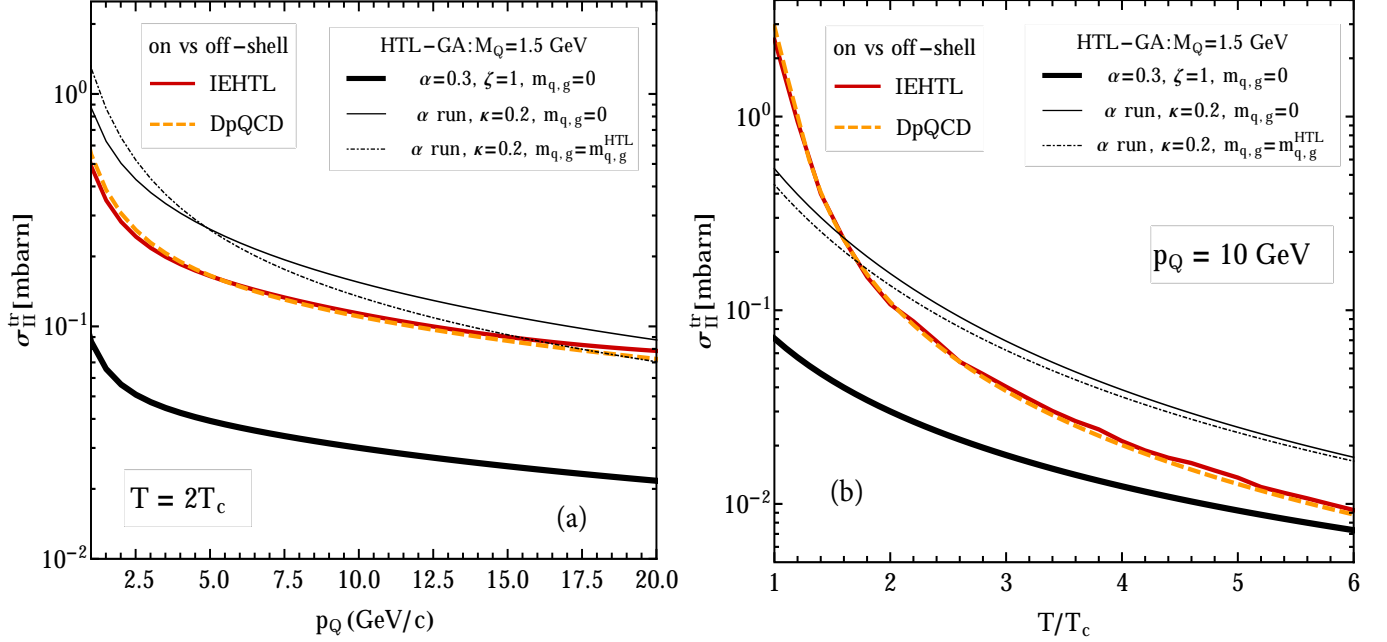 on vs off-shell
IEHTL
DpQCD
HTL-GA:M_Q=1.5 GeV
α=0.3, ζ=1, m_q,g=0
α run, κ=0.2, m_q,g=0
α run, κ=0.2, m_q,g=m_q,g^HTL
10^0
10^-1
10^-2
σ_II^tr [mbarn]
T = 2T_c
(a)
2.5 5.0 7.5 10.0 12.5 15.0 17.5 20.0
p_Q (GeV/c)
on vs off-shell
IEHTL
DpQCD
HTL-GA:M_Q=1.5 GeV
α=0.3, ζ=1, m_q,g=0
α run, κ=0.2, m_q,g=0
α run, κ=0.2, m_q,g=m_q,g^HTL
10^1
10^0
10^-1
10^-2
σ_II^tr [mbarn]
p_Q = 10 GeV
(b)
1 2 3 4 5 6
T/T_c